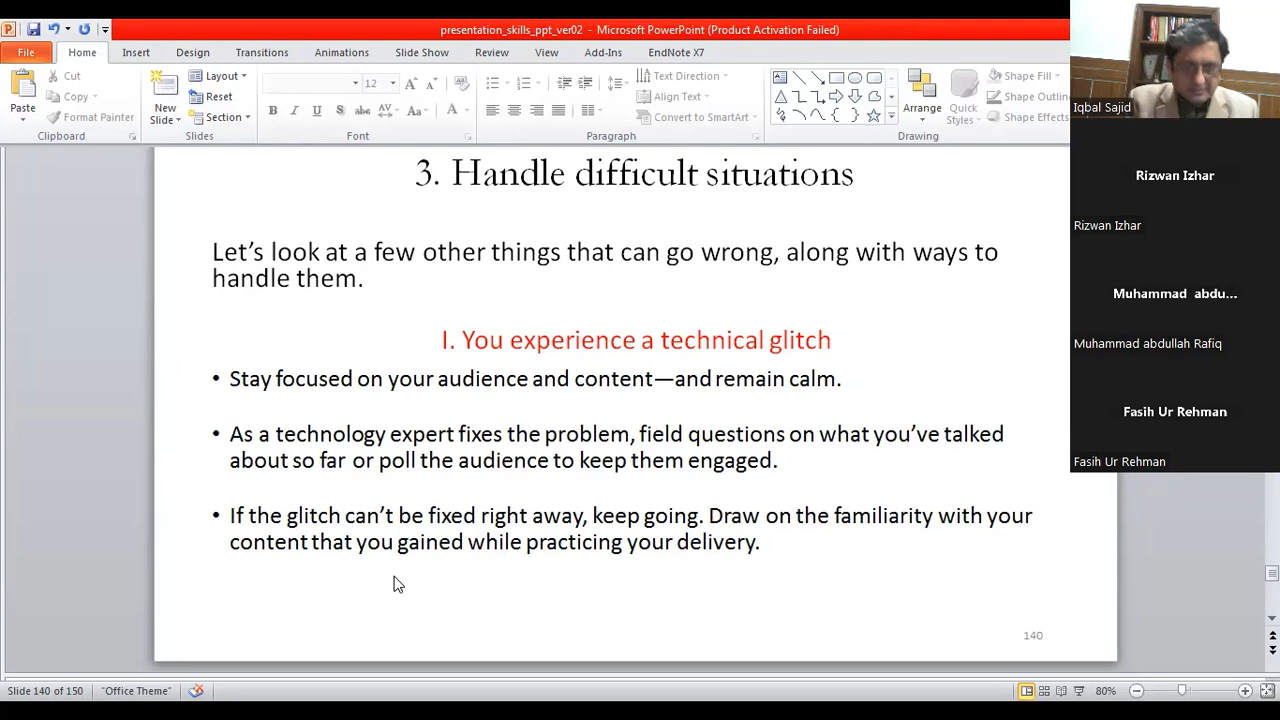 presentation_skills_ppt_ver02 - Microsoft PowerPoint (Product Activation Failed)
File Home Insert Design Transitions Animations Slide Show Review View Add-Ins EndNote X7
Paste
Cut
Copy
Format Painter
Clipboard
New Slide
Layout
Reset
Section
Slides
12
B I U S abc AV Aa A
Font
Text Direction
Align Text
Convert to SmartArt
Paragraph
Arrange
Quick Styles
Shape Fill
Shape Outlin
Shape Effects
Drawing
Iqbal Sajid
Rizwan Izhar
Rizwan Izhar
Muhammad abdu...
Muhammad abdullah Rafiq
Fasih Ur Rehman
Fasih Ur Rehman
3. Handle difficult situations
Let’s look at a few other things that can go wrong, along with ways to
handle them.
I. You experience a technical glitch
• Stay focused on your audience and content—and remain calm.
• As a technology expert fixes the problem, field questions on what you’ve talked
about so far or poll the audience to keep them engaged.
• If the glitch can’t be fixed right away, keep going. Draw on the familiarity with your
content that you gained while practicing your delivery.
140
Slide 140 of 150 "Office Theme" 80%